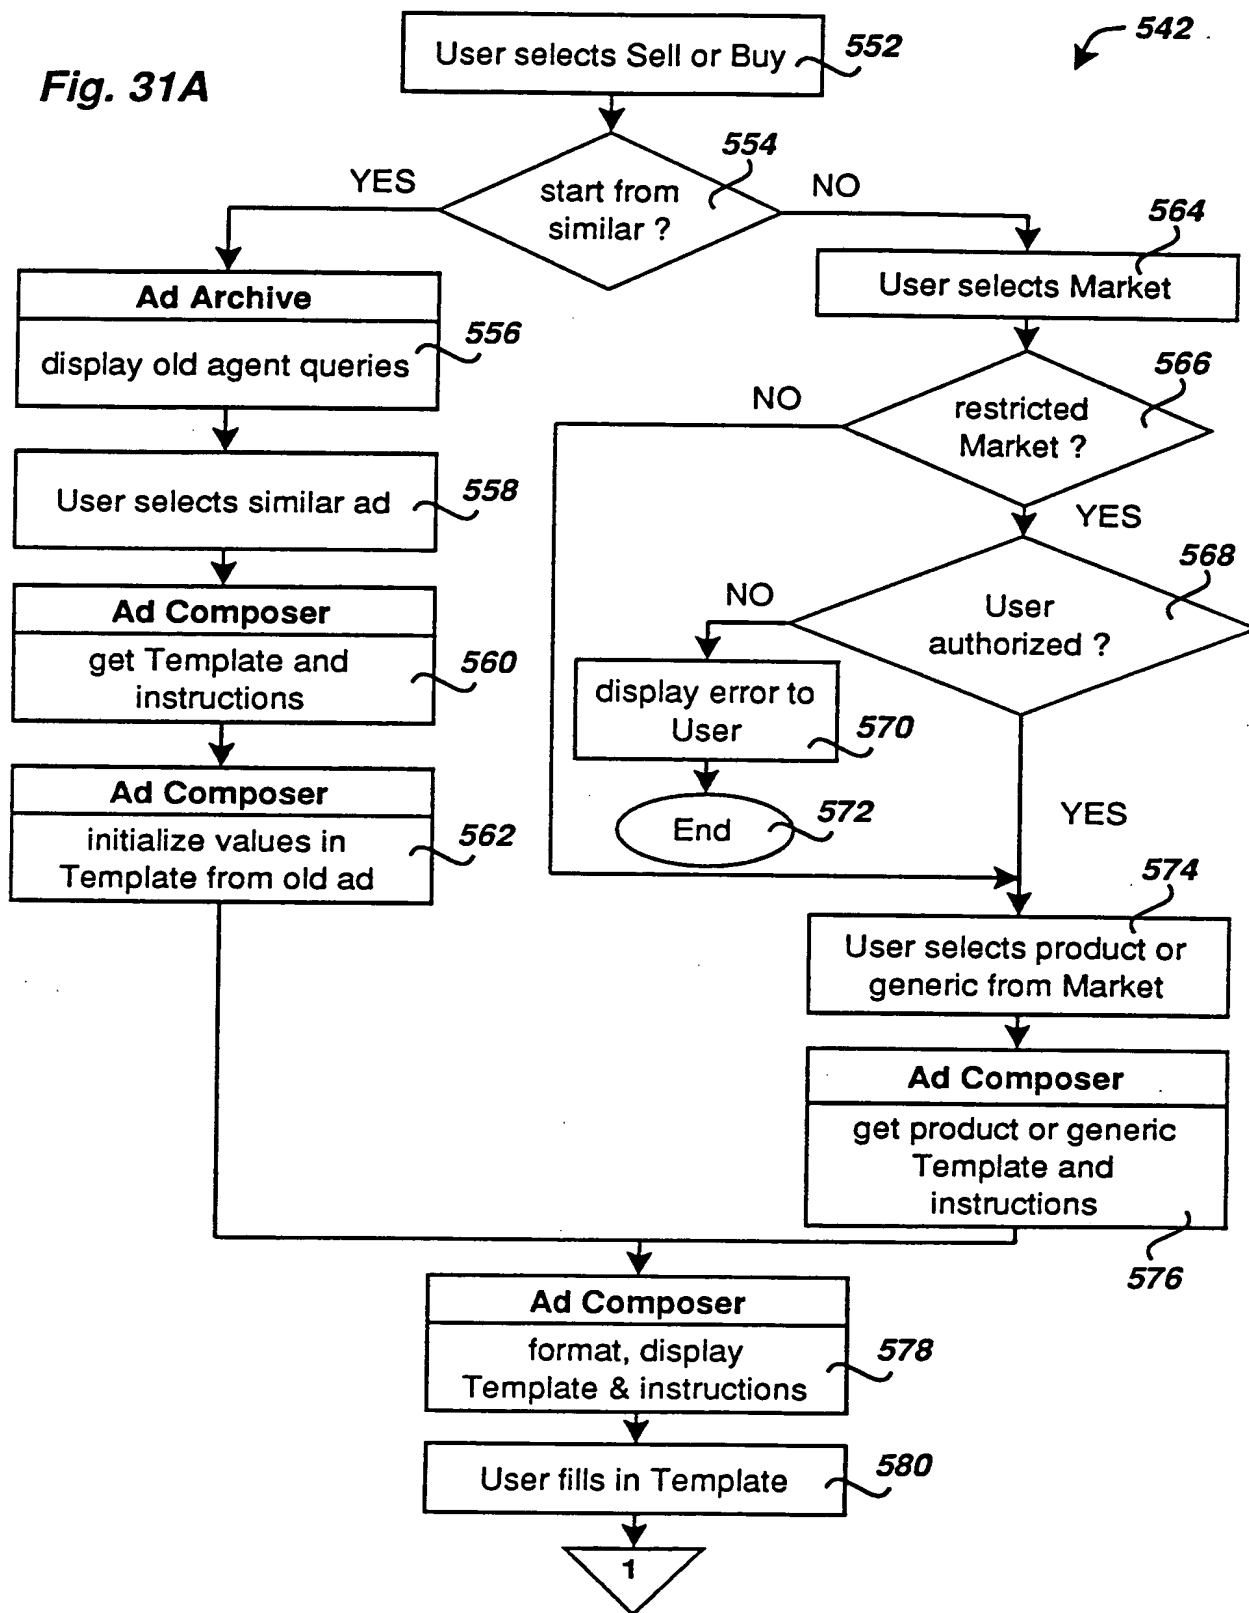 Fig. 31A
542
User selects Sell or Buy
552
554
start from
similar ?
YES
NO
Ad Archive
display old agent queries
556
User selects similar ad
558
Ad Composer
get Template and
instructions
560
Ad Composer
initialize values in
Template from old ad
562
564
User selects Market
566
restricted
Market ?
NO
YES
568
User
authorized ?
NO
display error to
User
570
End
572
YES
574
User selects product or
generic from Market
Ad Composer
get product or generic
Template and
instructions
576
Ad Composer
format, display
Template & instructions
578
User fills in Template
580
1